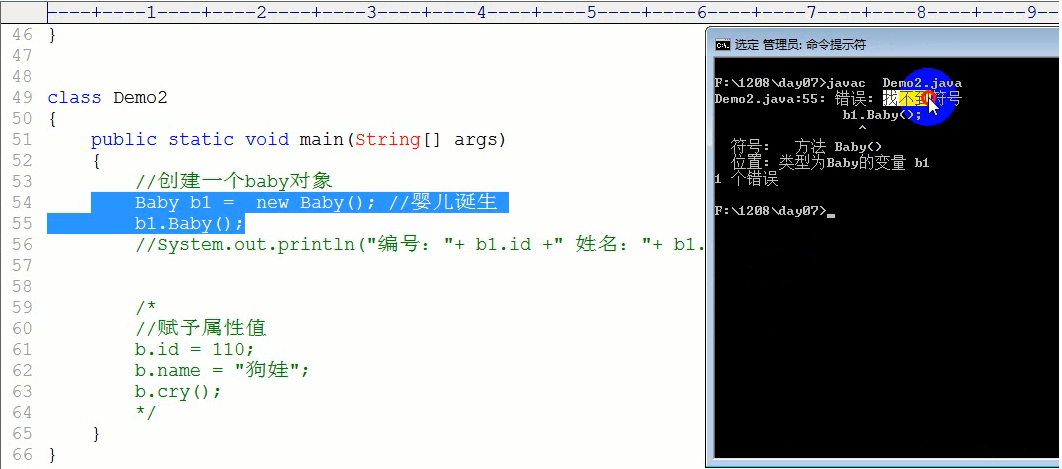 ----+----1----+----2----+----3----+----4----+----5----+----6----+----7----+----8----+----9----
46 }
47
48
49 class Demo2
50 {
51 public static void main(String[] args)
52 {
53 //创建一个baby对象
54 Baby b1 =  new Baby(); //婴儿诞生
55 b1.Baby();
56 //System.out.println("编号："+ b1.id +" 姓名："+ b1.
57
58
59 /*
60 //赋予属性值
61 b.id = 110;
62 b.name = "狗娃";
63 b.cry();
64 */
65 }
66 }
选定 管理员: 命令提示符
F:\1208\day07>javac  Demo2.java
Demo2.java:55: 错误: 找不到符号
b1.Baby();
^
符号:   方法 Baby()
位置: 类型为Baby的变量 b1
1 个错误
F:\1208\day07>_